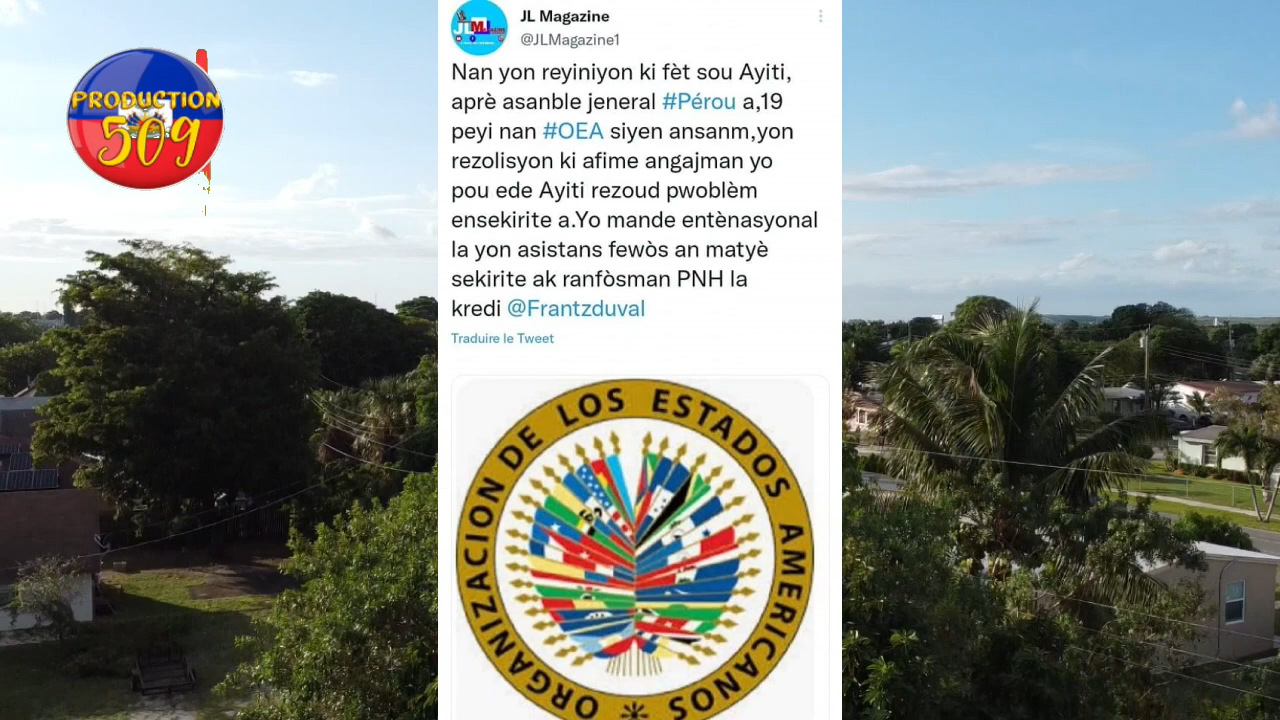 PRODUCTION
509
JL Magazine
@JLMagazine1
Nan yon reyiniyon ki fèt sou Ayiti,
aprè asanble jeneral #Pérou a,19
peyi nan #OEA siyen ansanm,yon
rezolisyon ki afime angajman yo
pou ede Ayiti rezoud pwoblèm
ensekirite a.Yo mande entènasyonal
la yon asistans fewòs an matyè
sekirite ak ranfòsman PNH la
kredi @Frantzduval
Traduire le Tweet
ORGANIZACION DE LOS ESTADOS AMERICANOS